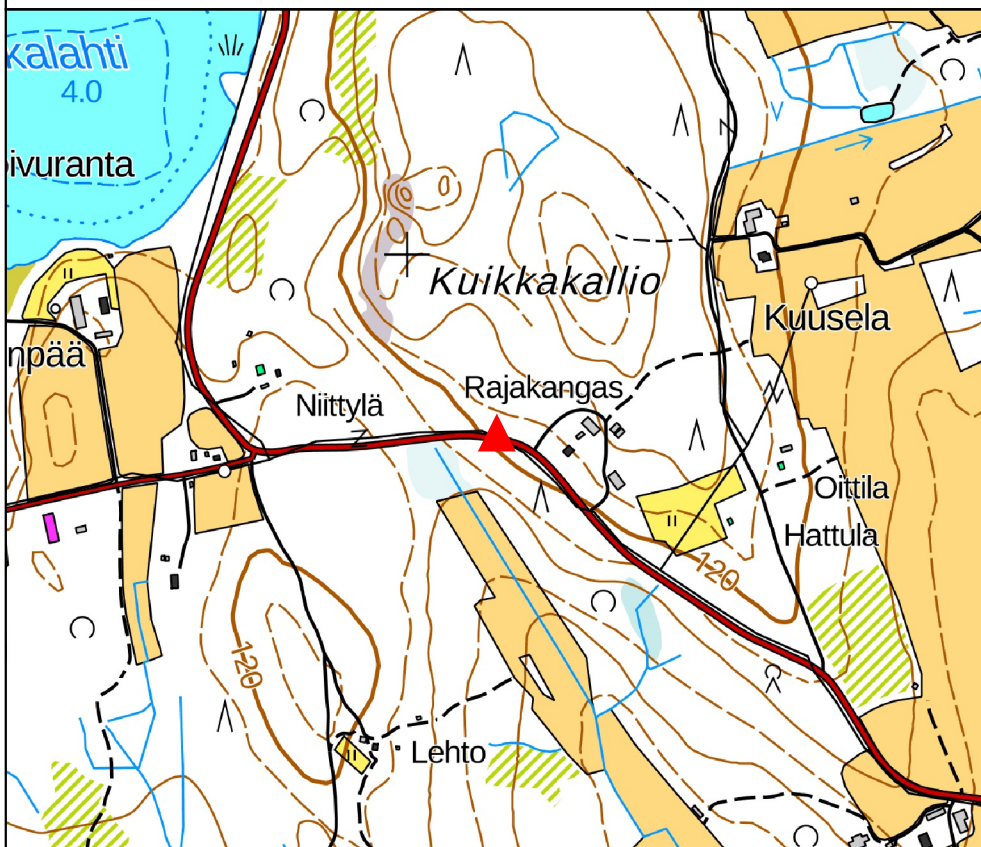 kalahti
4.0
ivuranta
Kuikkakallio
Kuusela
npää
Rajakangas
Niittylä
Oittila
Hattula
120
120
Lehto